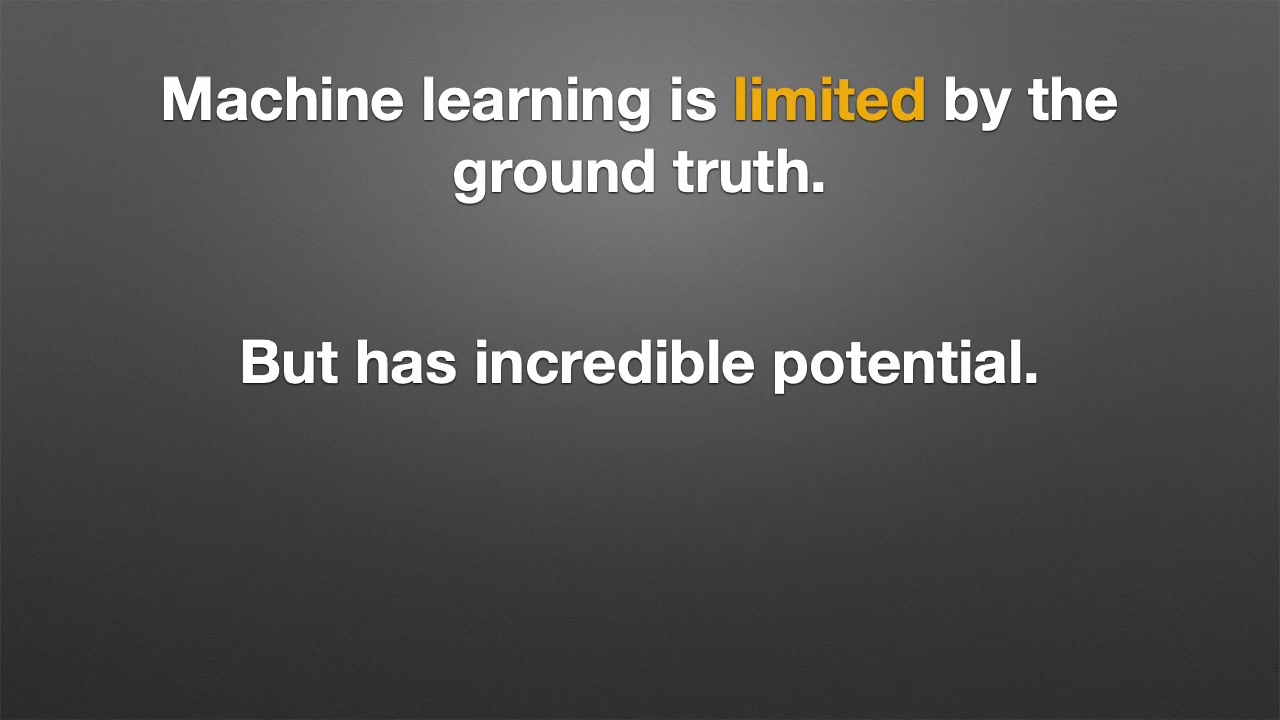 Machine learning is limited by the
ground truth.
But has incredible potential.